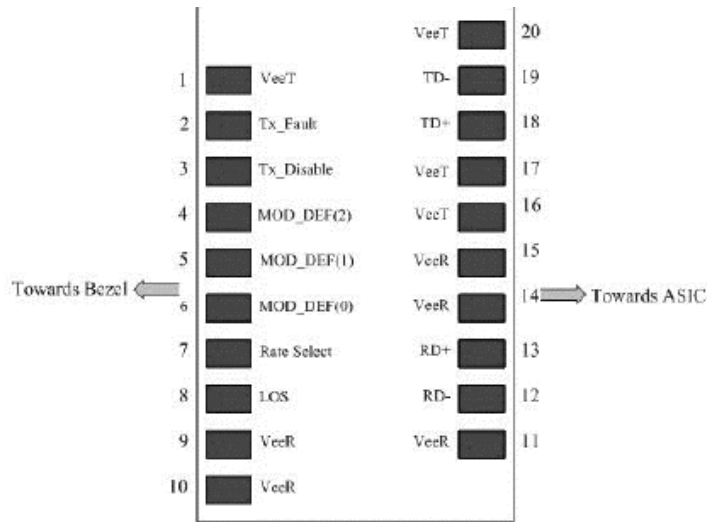 VeeT 20
1 VeeT TD- 19
2 Tx_Fault TD+ 18
3 Tx_Disable VeeT 17
4 MOD_DEF(2) VccT 16
5 MOD_DEF(1) VccR 15
Towards Bezel
6 MOD_DEF(0) VeeR 14
Towards ASIC
7 Rate Select RD+ 13
8 LOS RD- 12
9 VeeR VeeR 11
10 VeeR